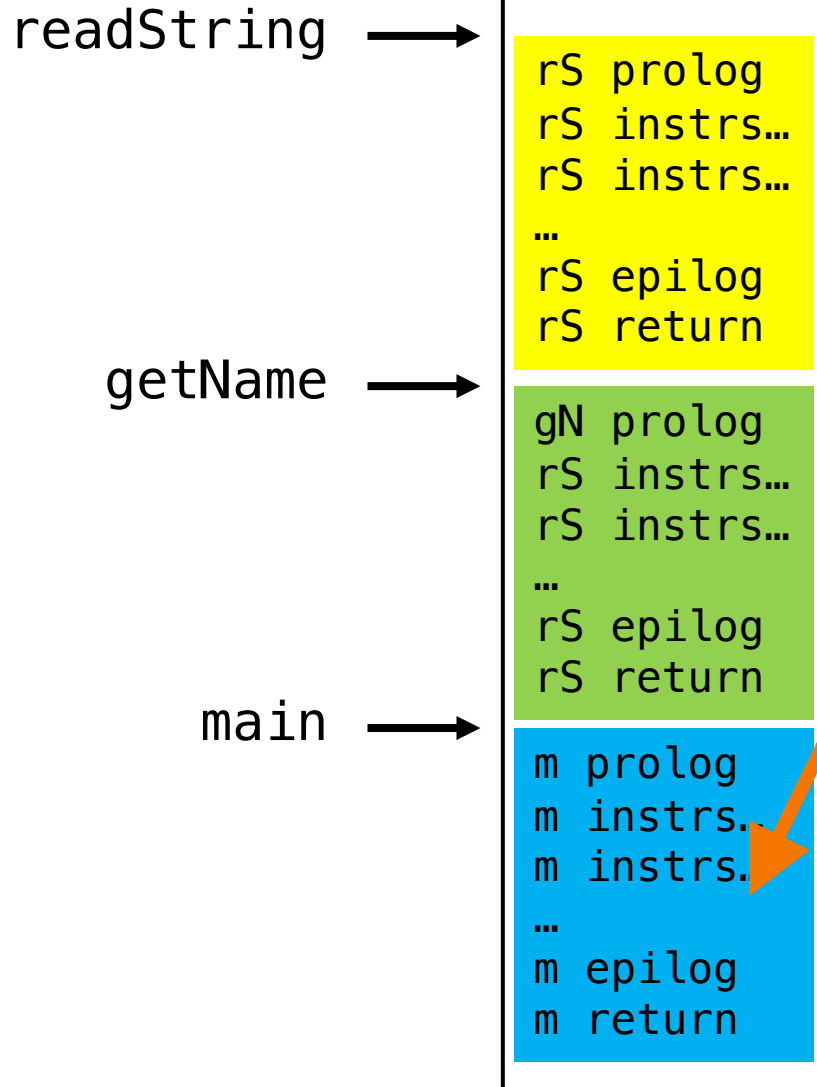 readString
rS prolog
rS instrs…
rS instrs…
…
rS epilog
rS return
getName
gN prolog
rS instrs…
rS instrs…
…
rS epilog
rS return
main
m prolog
m instrs…
m instrs…
…
m epilog
m return